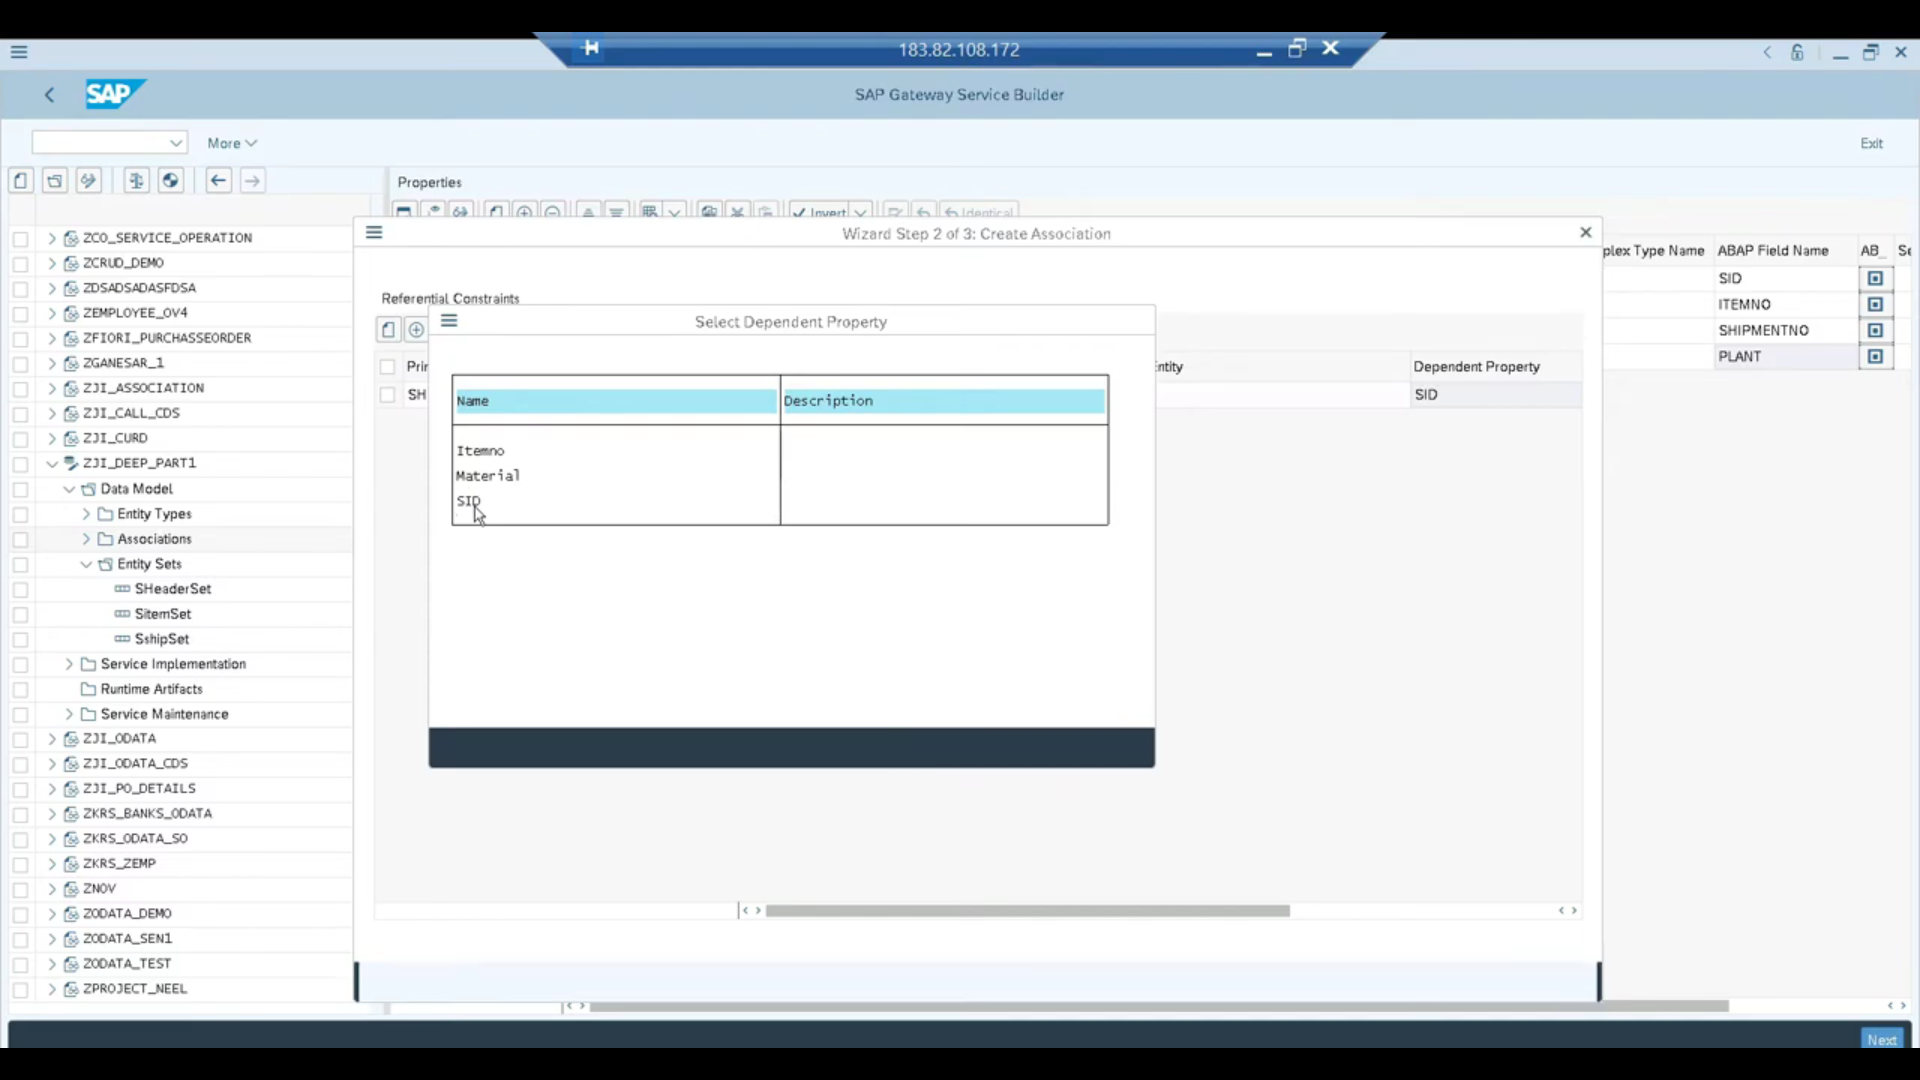 183.82.108.172
SAP
SAP Gateway Service Builder
More
Exit
Properties
Invert
Identical
Wizard Step 2 of 3: Create Association
Referential Constraints
Select Dependent Property
Name
Description
Itemno
Material
SID
Dependent Property
SID
SH
plex Type Name
ABAP Field Name
AB_
SID
ITEMNO
SHIPMENTNO
PLANT
ZCO_SERVICE_OPERATION
ZCRUD_DEMO
ZDSADSADASFDSA
ZEMPLOYEE_OV4
ZFIORI_PURCHASSEORDER
ZGANESAR_1
ZJI_ASSOCIATION
ZJI_CALL_CDS
ZJI_CURD
ZJI_DEEP_PART1
Data Model
Entity Types
Associations
Entity Sets
SHeaderSet
SitemSet
SshipSet
Service Implementation
Runtime Artifacts
Service Maintenance
ZJI_ODATA
ZJI_ODATA_CDS
ZJI_PO_DETAILS
ZKRS_BANKS_ODATA
ZKRS_ODATA_SO
ZKRS_ZEMP
ZNOV
ZODATA_DEMO
ZODATA_SEN1
ZODATA_TEST
ZPROJECT_NEEL
Next